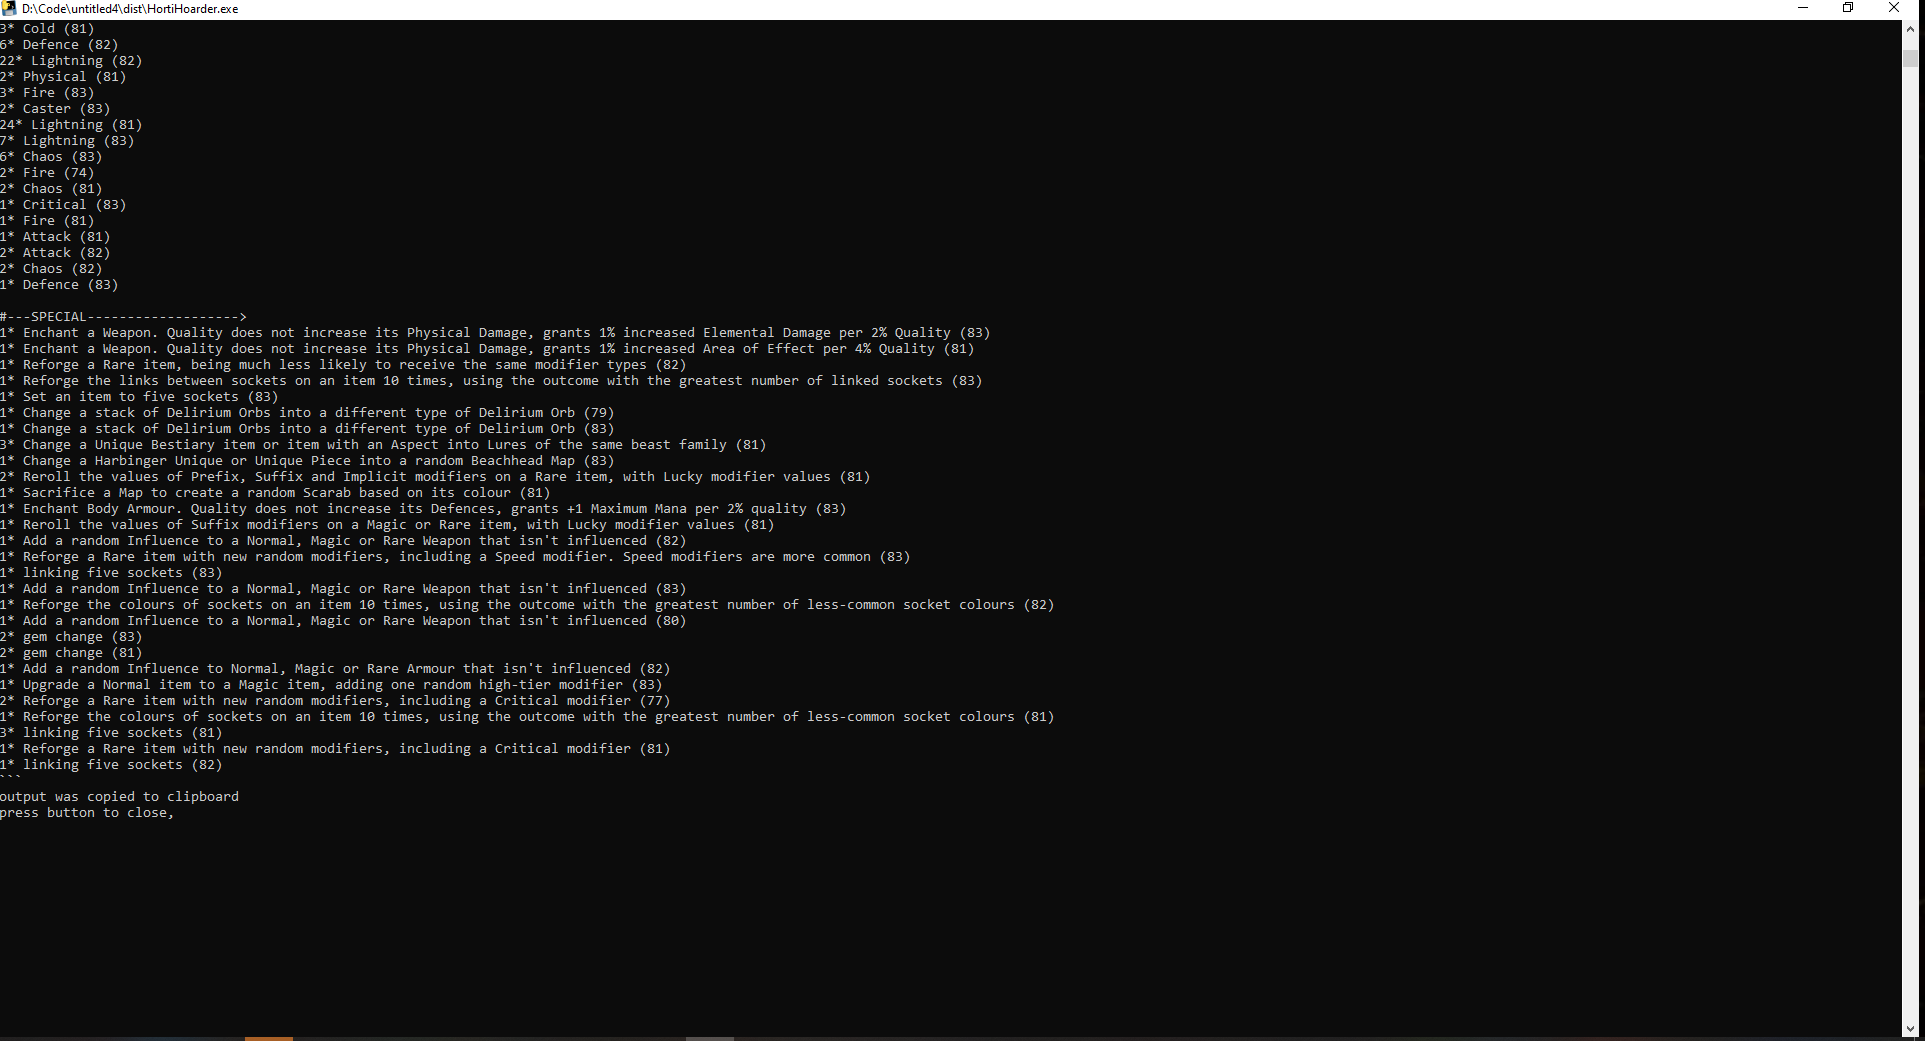 D:\Code\untitled4\dist\HortiHoarder.exe
3* Cold (81)
6* Defence (82)
22* Lightning (82)
2* Physical (81)
3* Fire (83)
2* Caster (83)
24* Lightning (81)
7* Lightning (83)
6* Chaos (83)
2* Fire (74)
2* Chaos (81)
1* Critical (83)
1* Fire (81)
1* Attack (81)
2* Attack (82)
2* Chaos (82)
1* Defence (83)
#---SPECIAL------------------->
1* Enchant a Weapon. Quality does not increase its Physical Damage, grants 1% increased Elemental Damage per 2% Quality (83)
1* Enchant a Weapon. Quality does not increase its Physical Damage, grants 1% increased Area of Effect per 4% Quality (81)
1* Reforge a Rare item, being much less likely to receive the same modifier types (82)
1* Reforge the links between sockets on an item 10 times, using the outcome with the greatest number of linked sockets (83)
1* Set an item to five sockets (83)
1* Change a stack of Delirium Orbs into a different type of Delirium Orb (79)
1* Change a stack of Delirium Orbs into a different type of Delirium Orb (83)
3* Change a Unique Bestiary item or item with an Aspect into Lures of the same beast family (81)
1* Change a Harbinger Unique or Unique Piece into a random Beachhead Map (83)
2* Reroll the values of Prefix, Suffix and Implicit modifiers on a Rare item, with Lucky modifier values (81)
1* Sacrifice a Map to create a random Scarab based on its colour (81)
1* Enchant Body Armour. Quality does not increase its Defences, grants +1 Maximum Mana per 2% quality (83)
1* Reroll the values of Suffix modifiers on a Magic or Rare item, with Lucky modifier values (81)
1* Add a random Influence to a Normal, Magic or Rare Weapon that isn't influenced (82)
1* Reforge a Rare item with new random modifiers, including a Speed modifier. Speed modifiers are more common (83)
1* linking five sockets (83)
1* Add a random Influence to a Normal, Magic or Rare Weapon that isn't influenced (83)
1* Reforge the colours of sockets on an item 10 times, using the outcome with the greatest number of less-common socket colours (82)
1* Add a random Influence to a Normal, Magic or Rare Weapon that isn't influenced (80)
2* gem change (83)
2* gem change (81)
1* Add a random Influence to Normal, Magic or Rare Armour that isn't influenced (82)
1* Upgrade a Normal item to a Magic item, adding one random high-tier modifier (83)
2* Reforge a Rare item with new random modifiers, including a Critical modifier (77)
1* Reforge the colours of sockets on an item 10 times, using the outcome with the greatest number of less-common socket colours (81)
3* linking five sockets (81)
1* Reforge a Rare item with new random modifiers, including a Critical modifier (81)
1* linking five sockets (82)
```
output was copied to clipboard
press button to close,